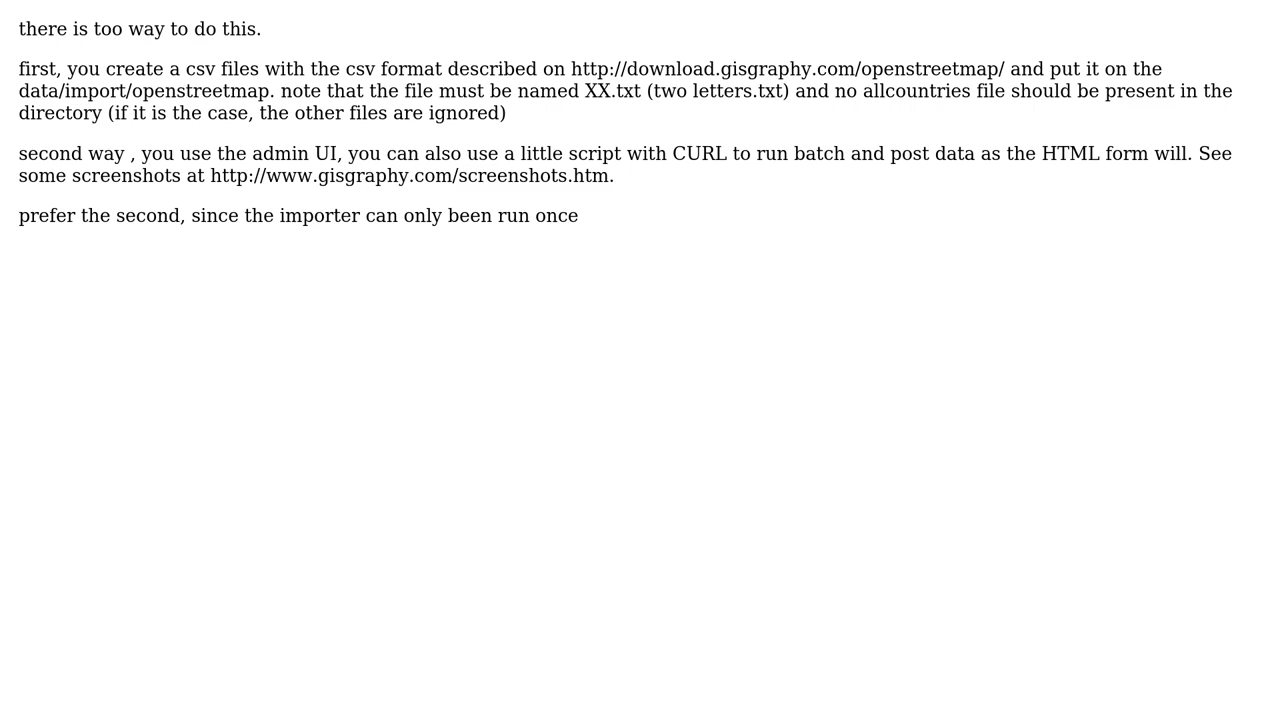 there is too way to do this.
first, you create a csv files with the csv format described on http://download.gisgraphy.com/openstreetmap/ and put it on the
data/import/openstreetmap. note that the file must be named XX.txt (two letters.txt) and no allcountries file should be present in the
directory (if it is the case, the other files are ignored)
second way , you use the admin UI, you can also use a little script with CURL to run batch and post data as the HTML form will. See
some screenshots at http://www.gisgraphy.com/screenshots.htm.
prefer the second, since the importer can only been run once